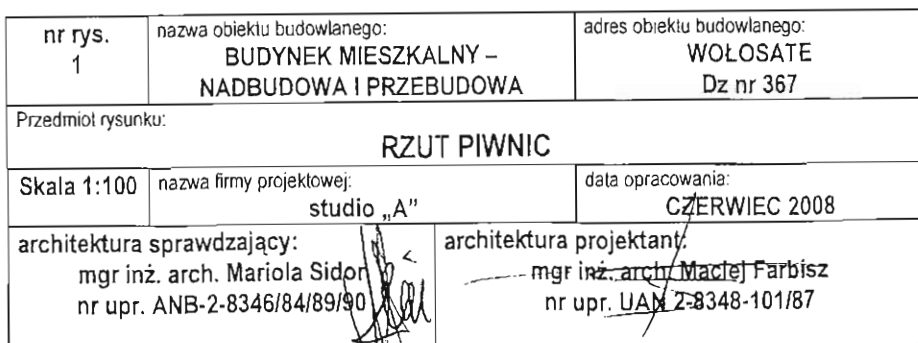 nr rys.
1
nazwa obiektu budowlanego:
BUDYNEK MIESZKALNY –
NADBUDOWA I PRZEBUDOWA
adres obiektu budowlanego:
WOŁOSATE
Dz nr 367
Przedmiot rysunku:
RZUT PIWNIC
Skala 1:100
nazwa firmy projektowej:
studio „A”
data opracowania:
CZERWIEC 2008
architektura sprawdzający:
mgr inż. arch. Mariola Sidor
nr upr. ANB-2-8346/84/89/90
architektura projektant:
mgr inż. arch. Maciej Farbisz
nr upr. UAN 2-8348-101/87